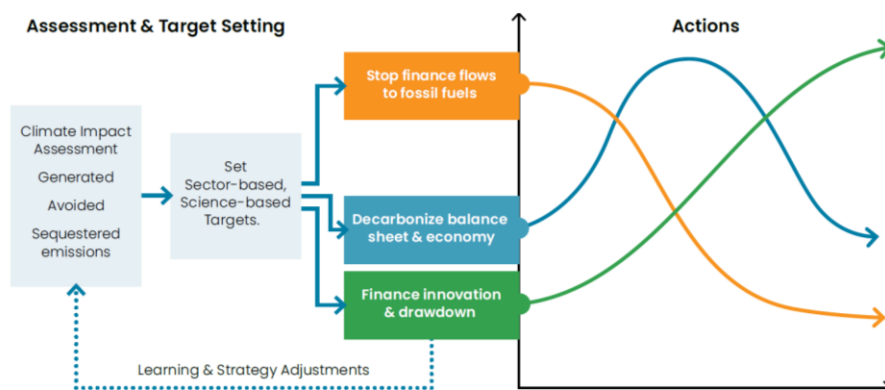 Assessment & Target Setting
Actions
Climate Impact
Assessment
Generated
Avoided
Sequestered
emissions
Set
Sector-based,
Science-based
Targets.
Stop finance flows
to fossil fuels
Decarbonize balance
sheet & economy
Finance innovation
& drawdown
Learning & Strategy Adjustments